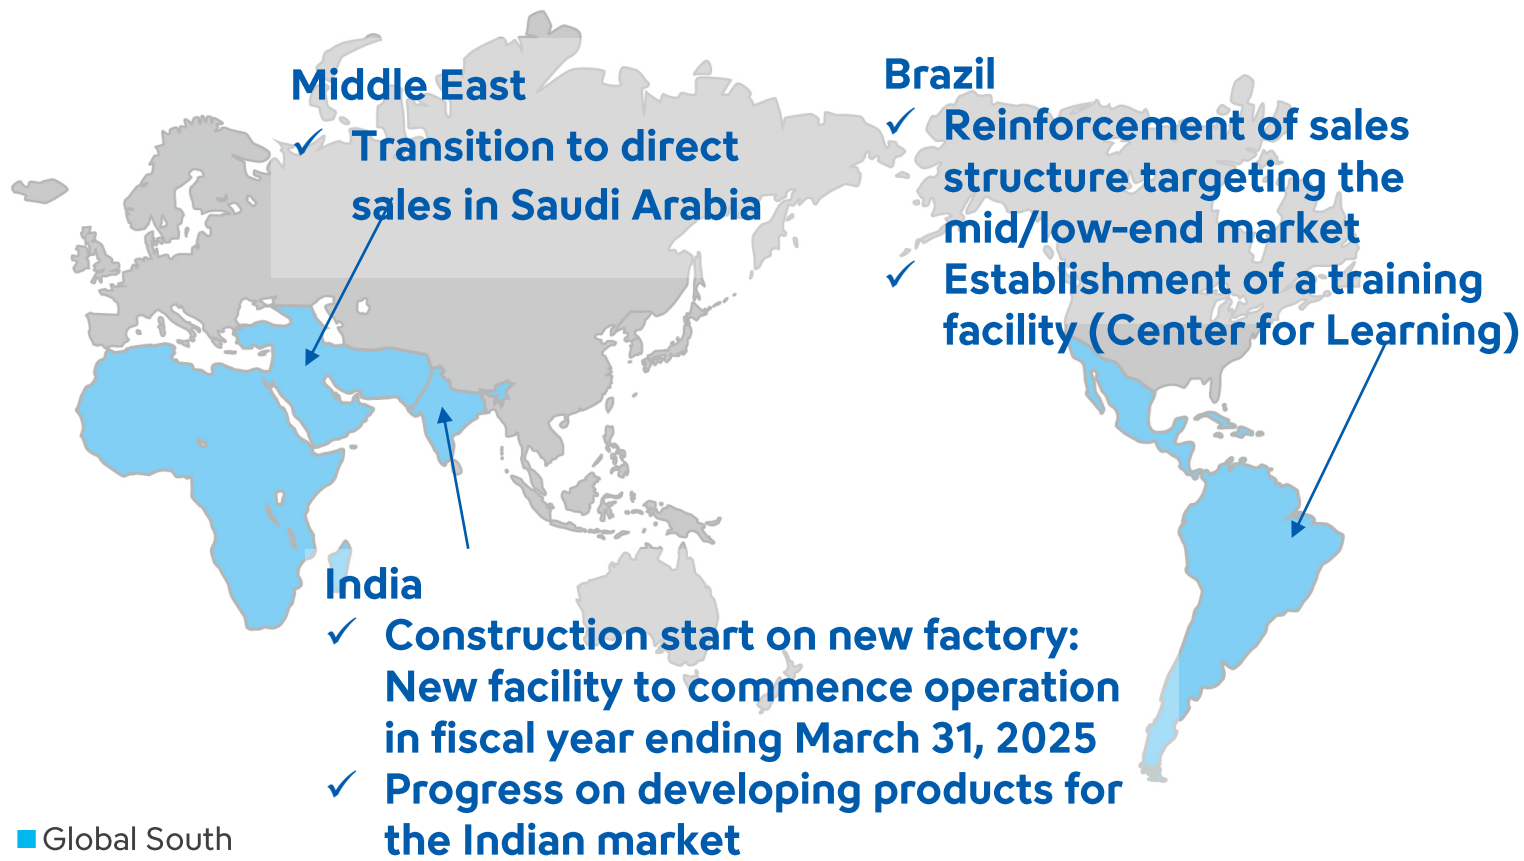 Middle East
✓ Transition to direct
sales in Saudi Arabia
Brazil
✓ Reinforcement of sales
structure targeting the
mid/low-end market
✓ Establishment of a training
facility (Center for Learning)
India
✓ Construction start on new factory:
New facility to commence operation
in fiscal year ending March 31, 2025
✓ Progress on developing products for
the Indian market
Global South